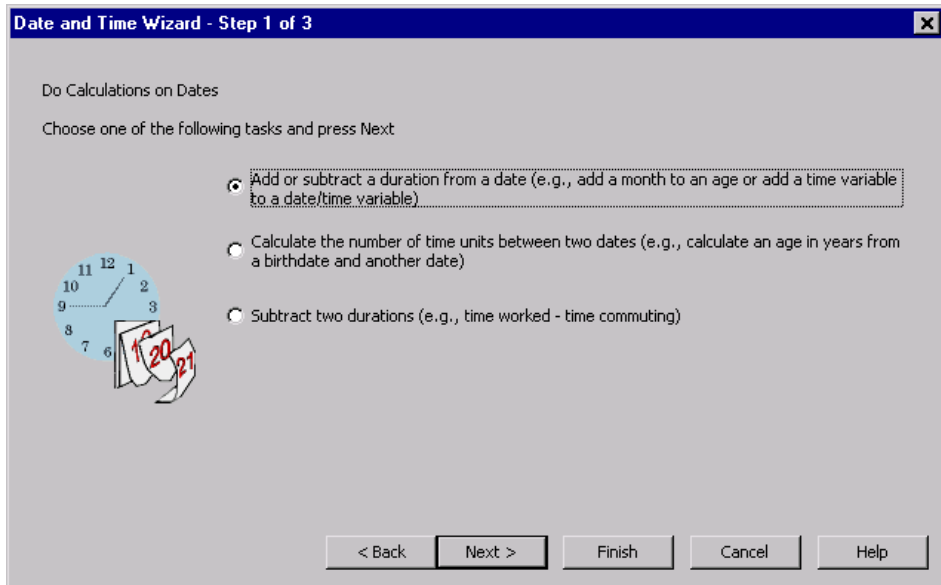 Date and Time Wizard - Step 1 of 3
Do Calculations on Dates
Choose one of the following tasks and press Next
Add or subtract a duration from a date (e.g., add a month to an age or add a time variable
to a date/time variable)
Calculate the number of time units between two dates (e.g., calculate an age in years from
a birthdate and another date)
Subtract two durations (e.g., time worked - time commuting)
11 12 1
10 2
9 3
8
7 6
20
21
< Back Next > Finish Cancel Help